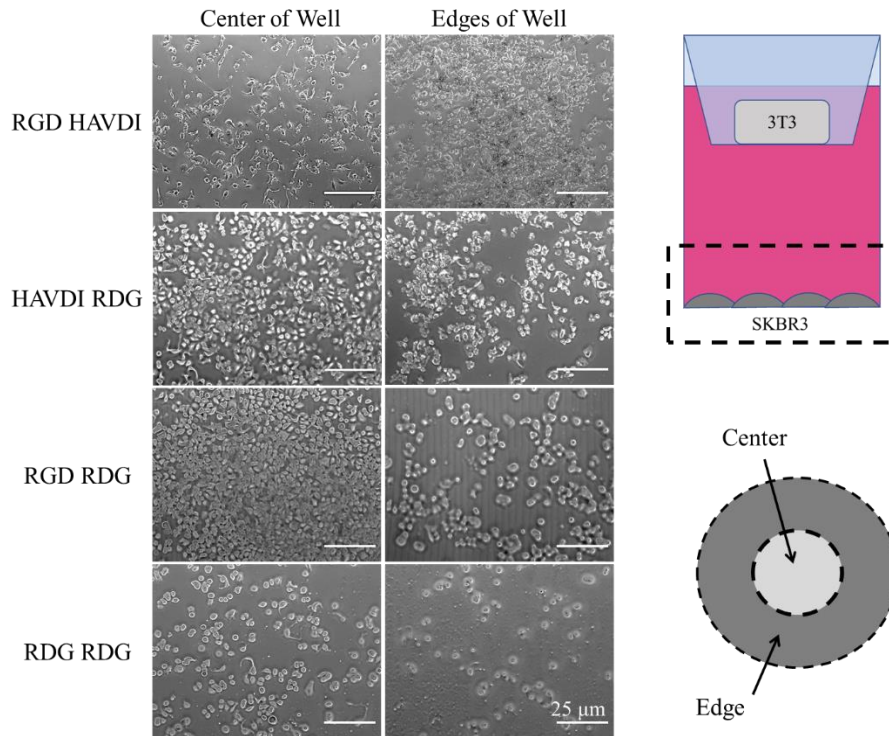 Center of Well
Edges of Well
RGD HAVDI
HAVDI RDG
RGD RDG
RDG RDG
25 μm
3T3
SKBR3
Center
Edge